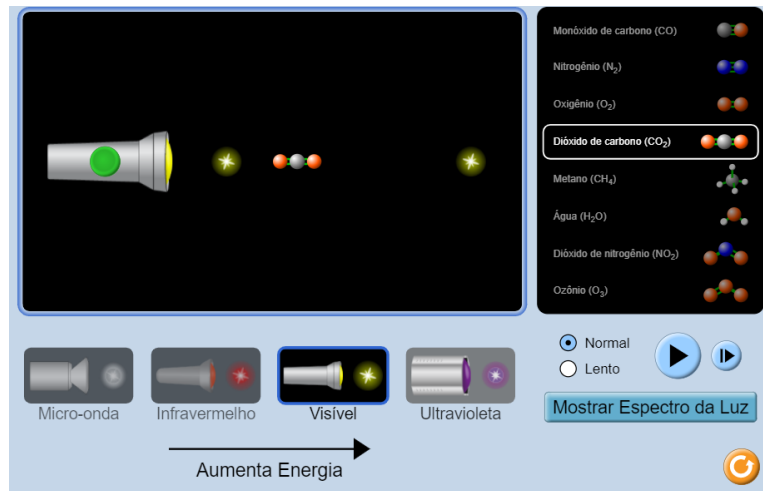 Monóxido de carbono (CO)
Nitrogênio (N₂)
Oxigênio (O₂)
Dióxido de carbono (CO₂)
Metano (CH₄)
Água (H₂O)
Dióxido de nitrogênio (NO₂)
Ozônio (O₃)
Normal
Lento
Mostrar Espectro da Luz
Micro-onda
Infravermelho
Visível
Ultravioleta
Aumenta Energia